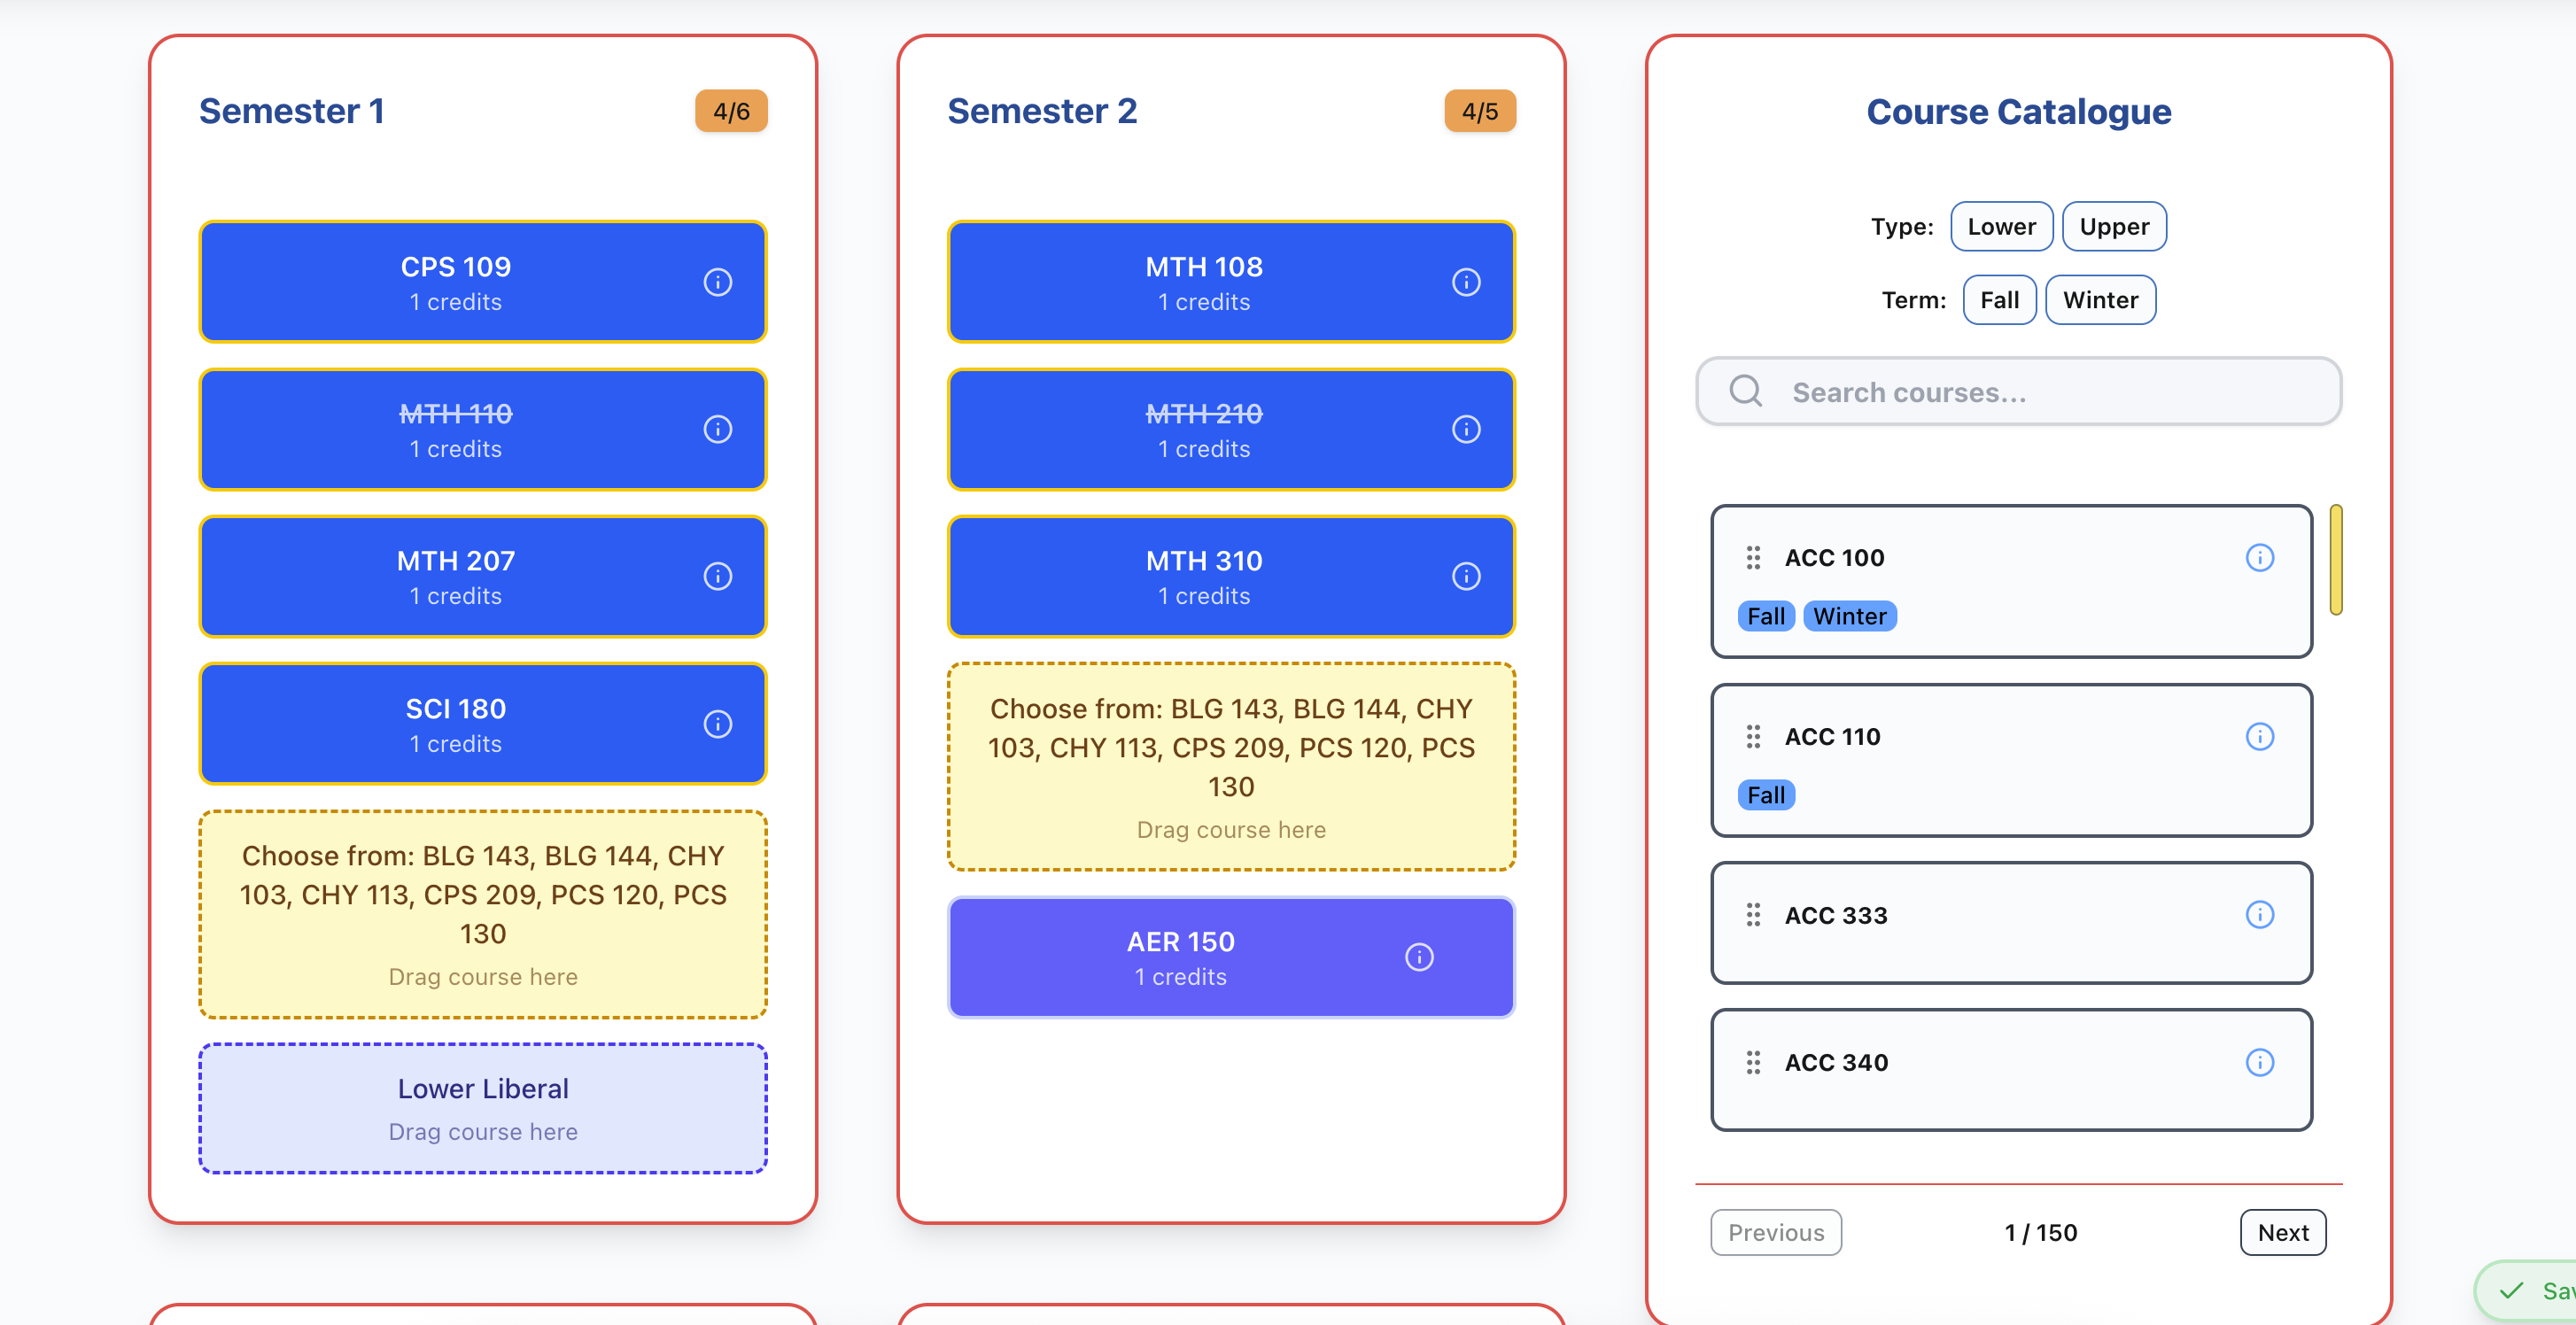 Semester 1
4/6
CPS 109
1 credits
MTH 110
1 credits
MTH 207
1 credits
SCI 180
1 credits
Choose from: BLG 143, BLG 144, CHY
103, CHY 113, CPS 209, PCS 120, PCS
130
Drag course here
Lower Liberal
Drag course here
Semester 2
4/5
MTH 108
1 credits
MTH 210
1 credits
MTH 310
1 credits
Choose from: BLG 143, BLG 144, CHY
103, CHY 113, CPS 209, PCS 120, PCS
130
Drag course here
AER 150
1 credits
Course Catalogue
Type: Lower Upper
Term: Fall Winter
Search courses...
ACC 100
Fall Winter
ACC 110
Fall
ACC 333
ACC 340
Previous 1 / 150 Next